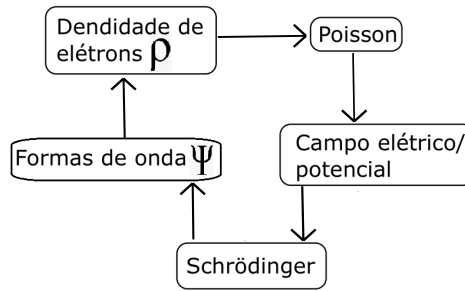 Dendidade de
elétrons ρ
Poisson
Formas de onda Ψ
Campo elétrico/
potencial
Schrödinger